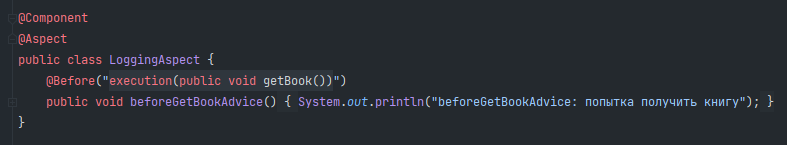 @Component
@Aspect
public class LoggingAspect {
    @Before("execution(public void getBook())")
    public void beforeGetBookAdvice() { System.out.println("beforeGetBookAdvice: попытка получить книгу"); }
}